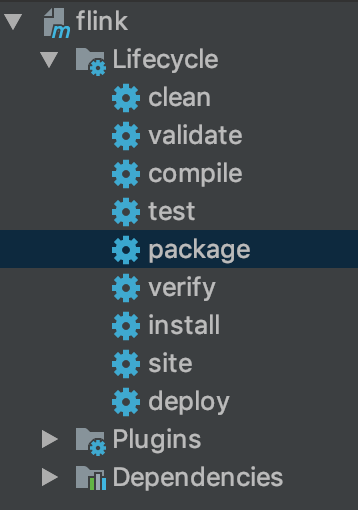 flink
Lifecycle
clean
validate
compile
test
package
verify
install
site
deploy
Plugins
Dependencies